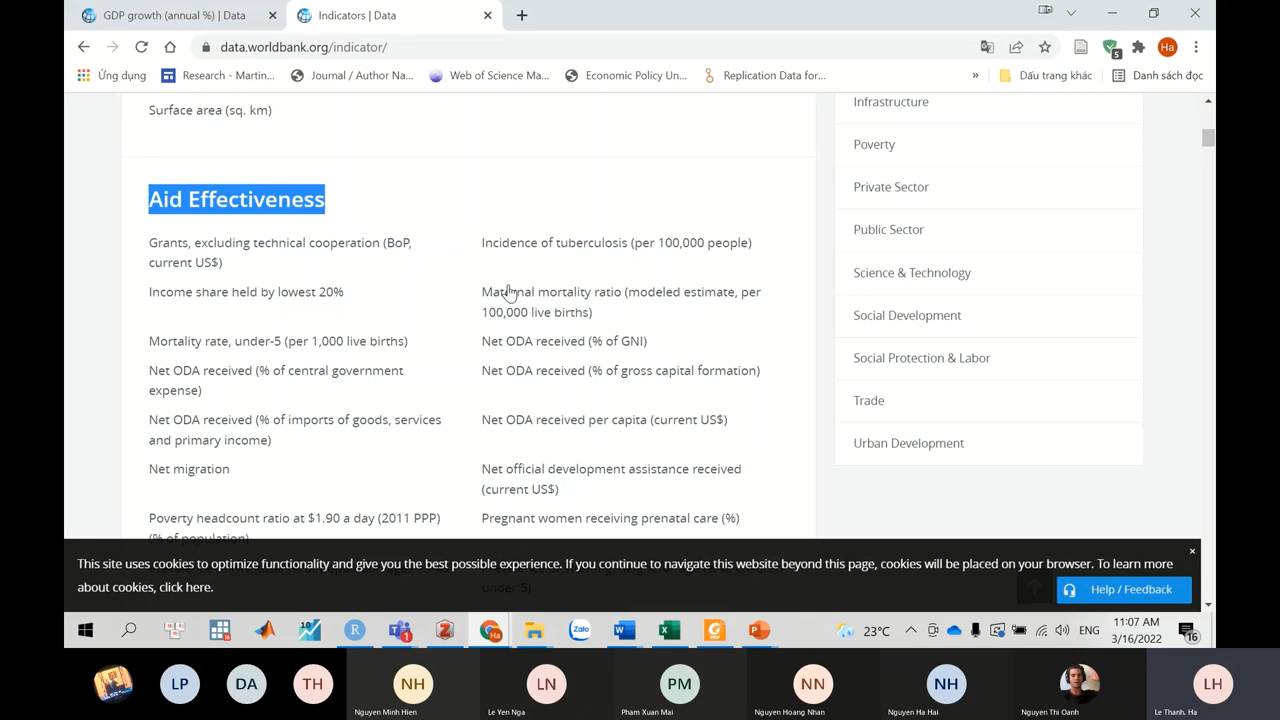 GDP growth (annual %) | Data
Indicators | Data
data.worldbank.org/indicator/
5
Ha
Ứng dụng
Research - Martin...
Journal / Author Na...
Web of Science Ma...
Economic Policy Un...
Replication Data for...
»
Dấu trang khác
Danh sách đọc
Surface area (sq. km)
Aid Effectiveness
Grants, excluding technical cooperation (BoP,
current US$)
Incidence of tuberculosis (per 100,000 people)
Income share held by lowest 20%
Maternal mortality ratio (modeled estimate, per
100,000 live births)
Mortality rate, under-5 (per 1,000 live births)
Net ODA received (% of GNI)
Net ODA received (% of central government
expense)
Net ODA received (% of gross capital formation)
Net ODA received (% of imports of goods, services
and primary income)
Net ODA received per capita (current US$)
Net migration
Net official development assistance received
(current US$)
Poverty headcount ratio at $1.90 a day (2011 PPP)
(% of population)
Pregnant women receiving prenatal care (%)
under 5)
Infrastructure
Poverty
Private Sector
Public Sector
Science & Technology
Social Development
Social Protection & Labor
Trade
Urban Development
This site uses cookies to optimize functionality and give you the best possible experience. If you continue to navigate this website beyond this page, cookies will be placed on your browser. To learn more
about cookies, click here.
Help / Feedback
23°C
ENG
11:07 AM
3/16/2022
16
LP
DA
TH
NH
Nguyen Minh Hien
LN
Le Yen Nga
PM
Pham Xuan Mai
NN
Nguyen Hoang Nhan
NH
Nguyen Ha Hai
Nguyen Thi Oanh
LH
Le Thanh. Ha